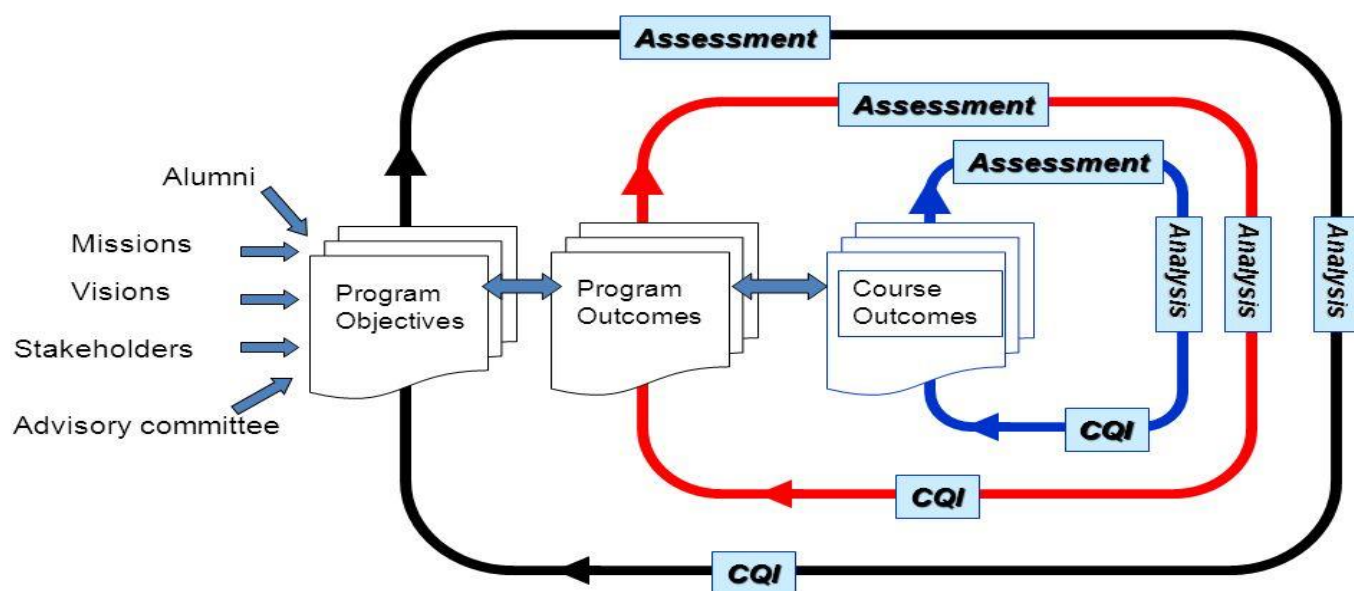 Assessment
Assessment
Assessment
Alumni
Missions
Visions
Stakeholders
Advisory committee
Program
Objectives
Program
Outcomes
Course
Outcomes
Analysis
Analysis
Analysis
CQI
CQI
CQI